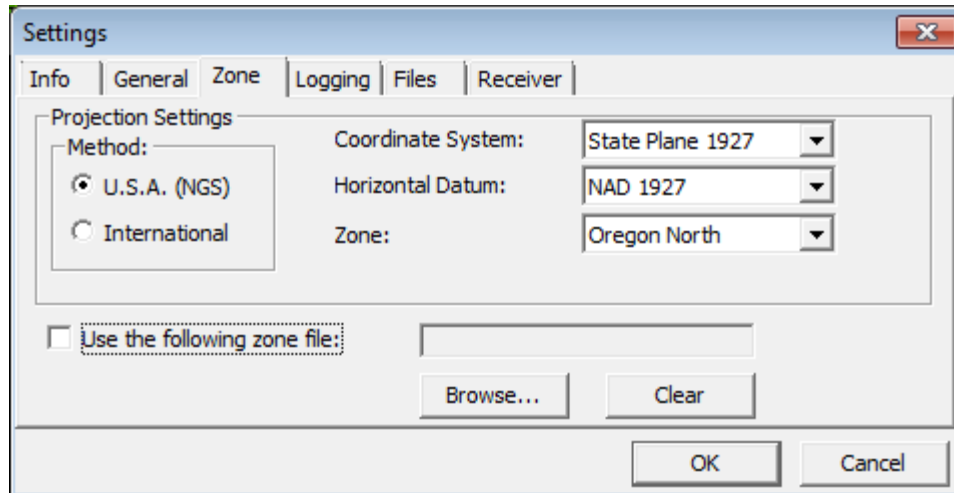 Settings
Info General Zone Logging Files Receiver
Projection Settings
Method:
U.S.A. (NGS)
International
Coordinate System: State Plane 1927
Horizontal Datum: NAD 1927
Zone: Oregon North
Use the following zone file:
Browse... Clear
OK Cancel